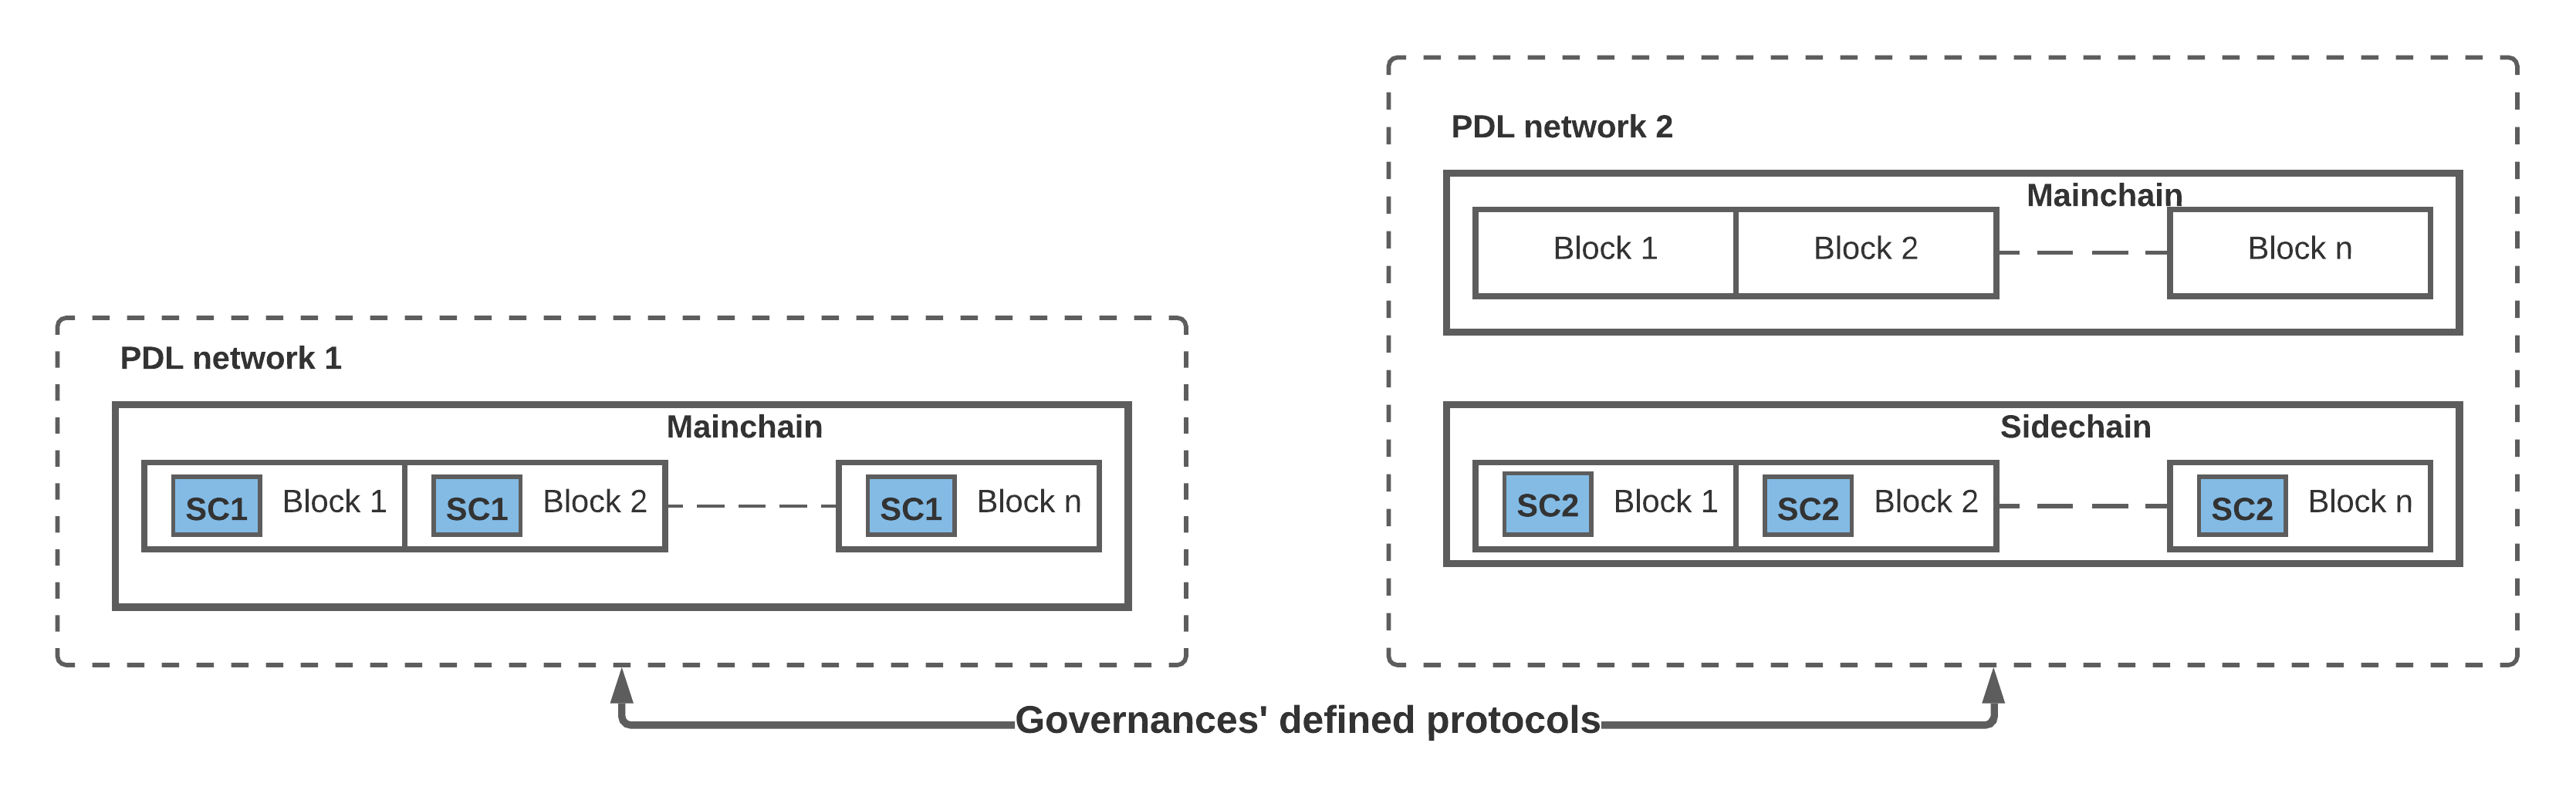 PDL network 2
Mainchain
Block 1 Block 2 Block n
PDL network 1
Mainchain
SC1 Block 1 SC1 Block 2 SC1 Block n
Sidechain
SC2 Block 1 SC2 Block 2 SC2 Block n
Governances' defined protocols